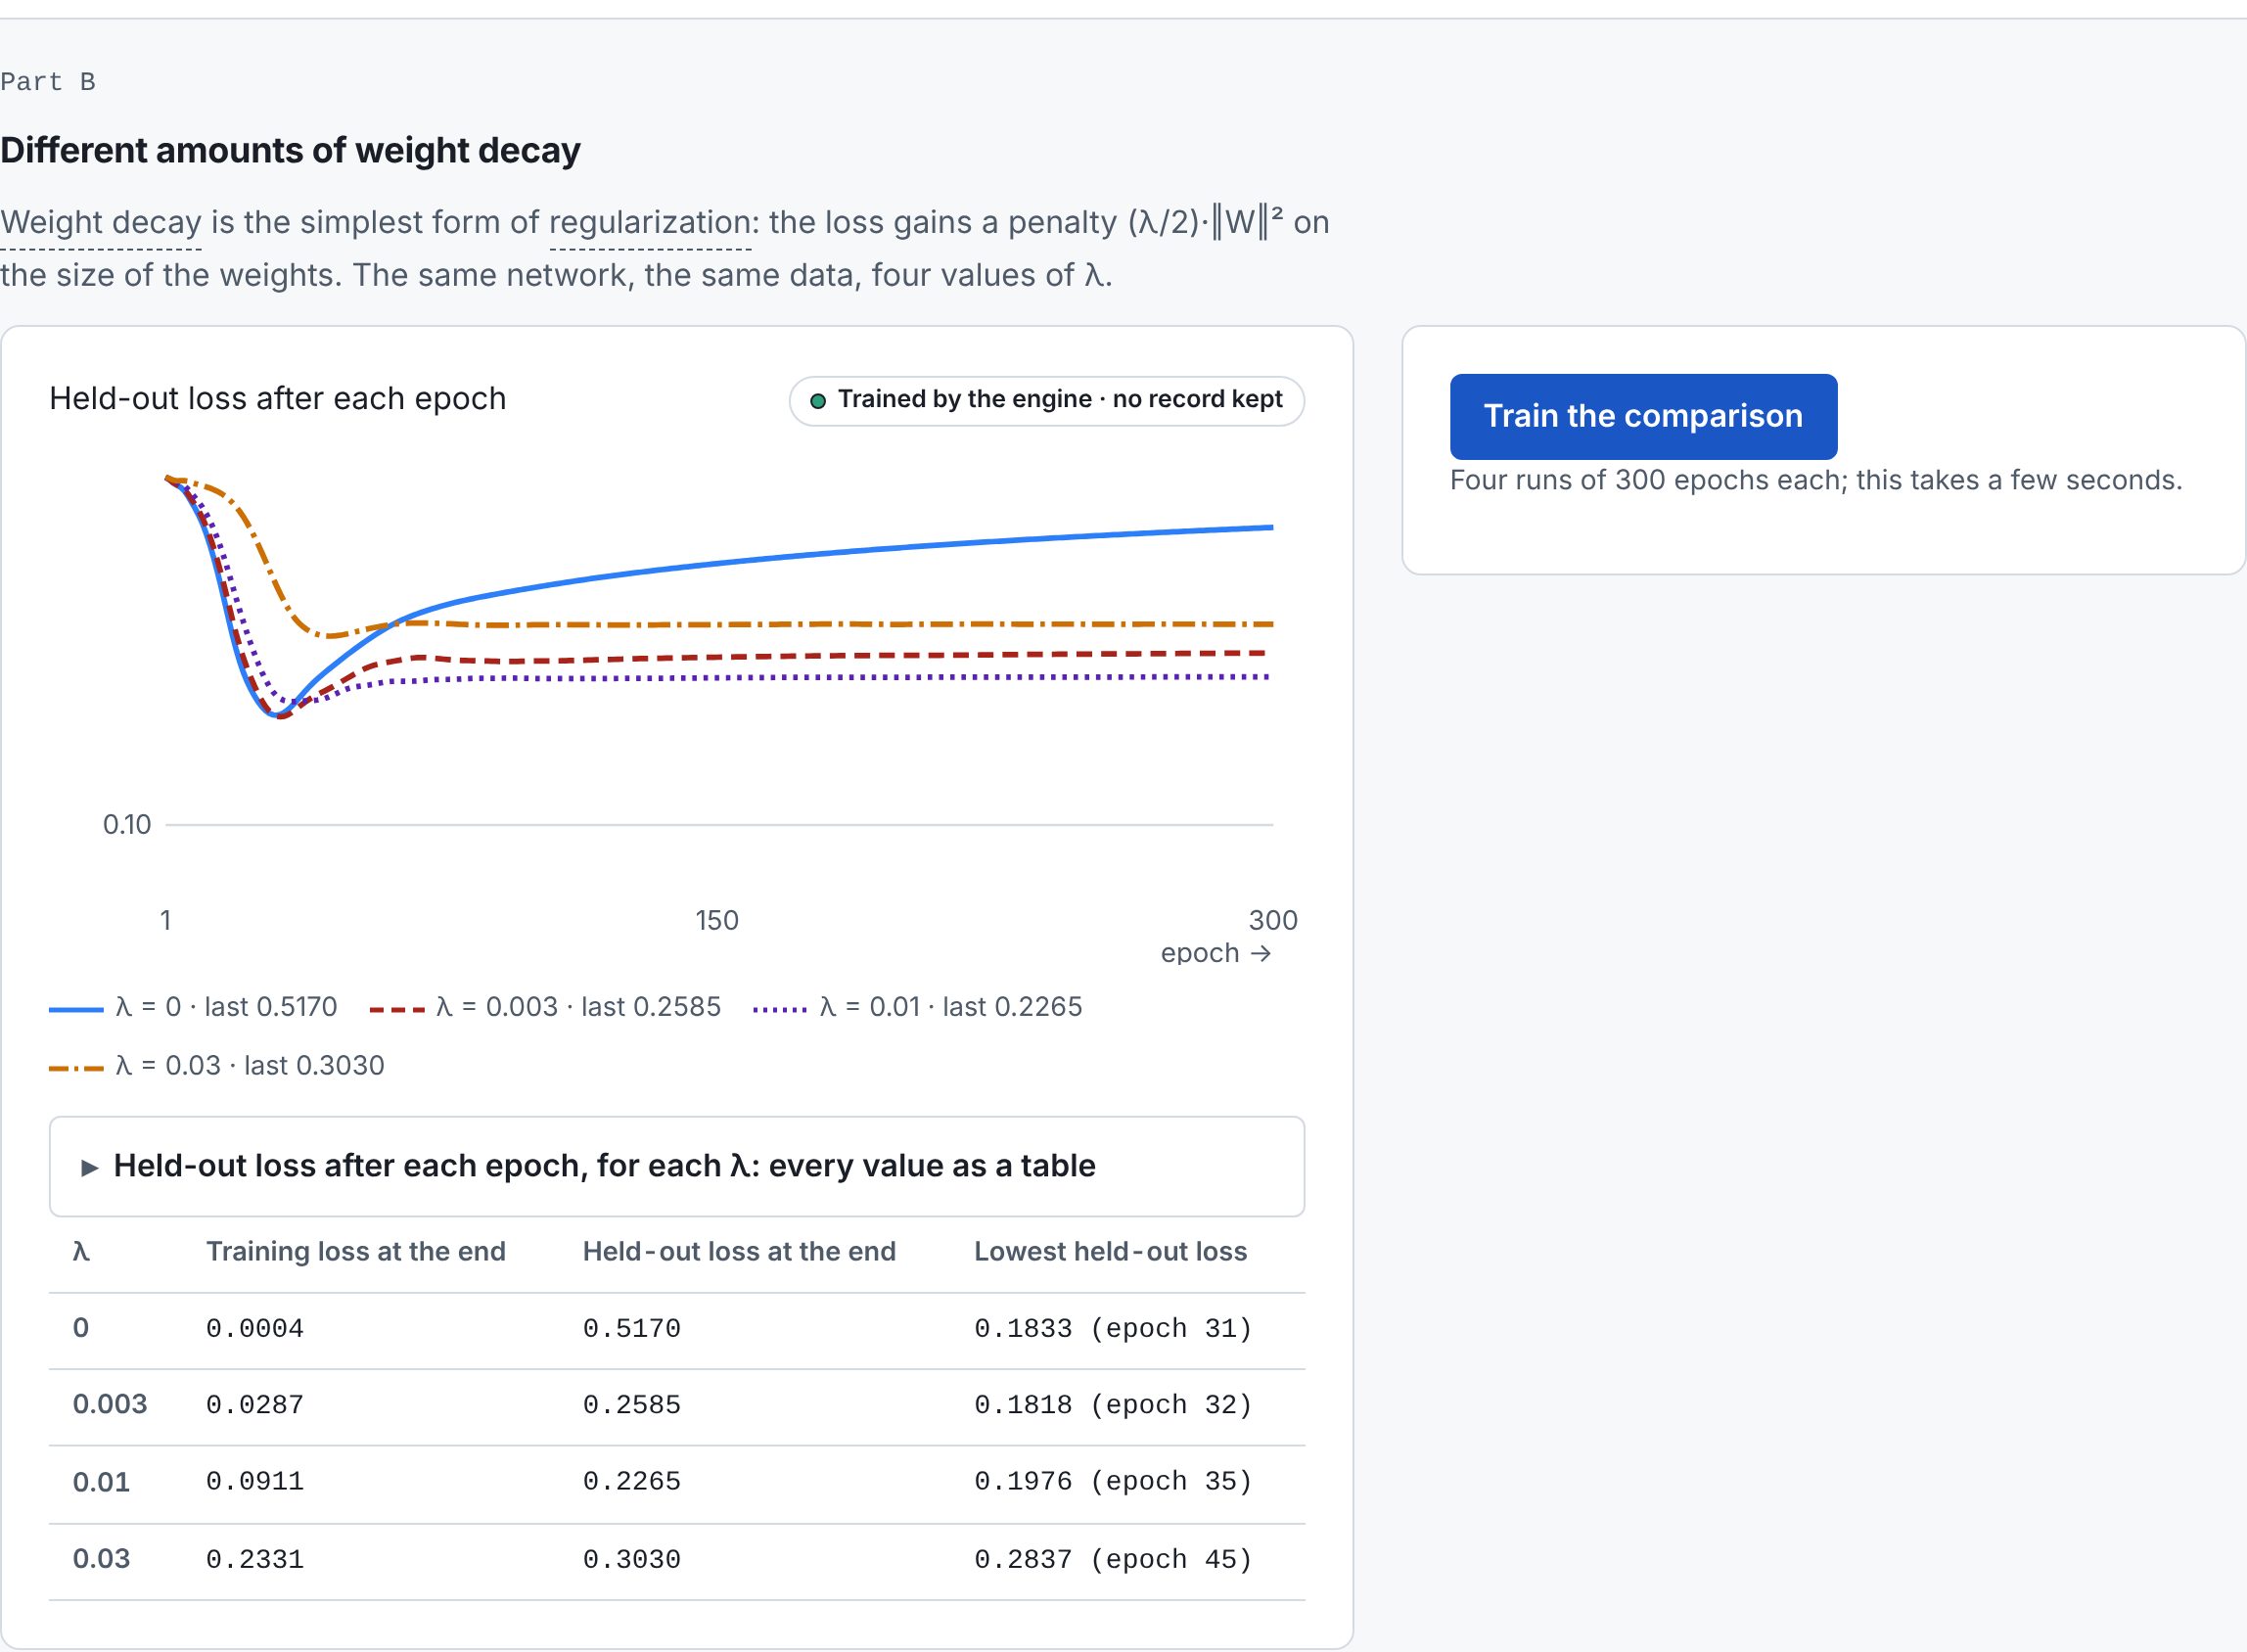 Part B
Different amounts of weight decay
Weight decay is the simplest form of regularization: the loss gains a penalty (λ/2)·‖W‖² on
the size of the weights. The same network, the same data, four values of λ.
Held-out loss after each epoch
Trained by the engine · no record kept
0.10
1 150 300
epoch →
λ = 0 · last 0.5170 λ = 0.003 · last 0.2585 λ = 0.01 · last 0.2265
λ = 0.03 · last 0.3030
▶ Held-out loss after each epoch, for each λ: every value as a table
λ Training loss at the end Held-out loss at the end Lowest held-out loss
0 0.0004 0.5170 0.1833 (epoch 31)
0.003 0.0287 0.2585 0.1818 (epoch 32)
0.01 0.0911 0.2265 0.1976 (epoch 35)
0.03 0.2331 0.3030 0.2837 (epoch 45)
Train the comparison
Four runs of 300 epochs each; this takes a few seconds.